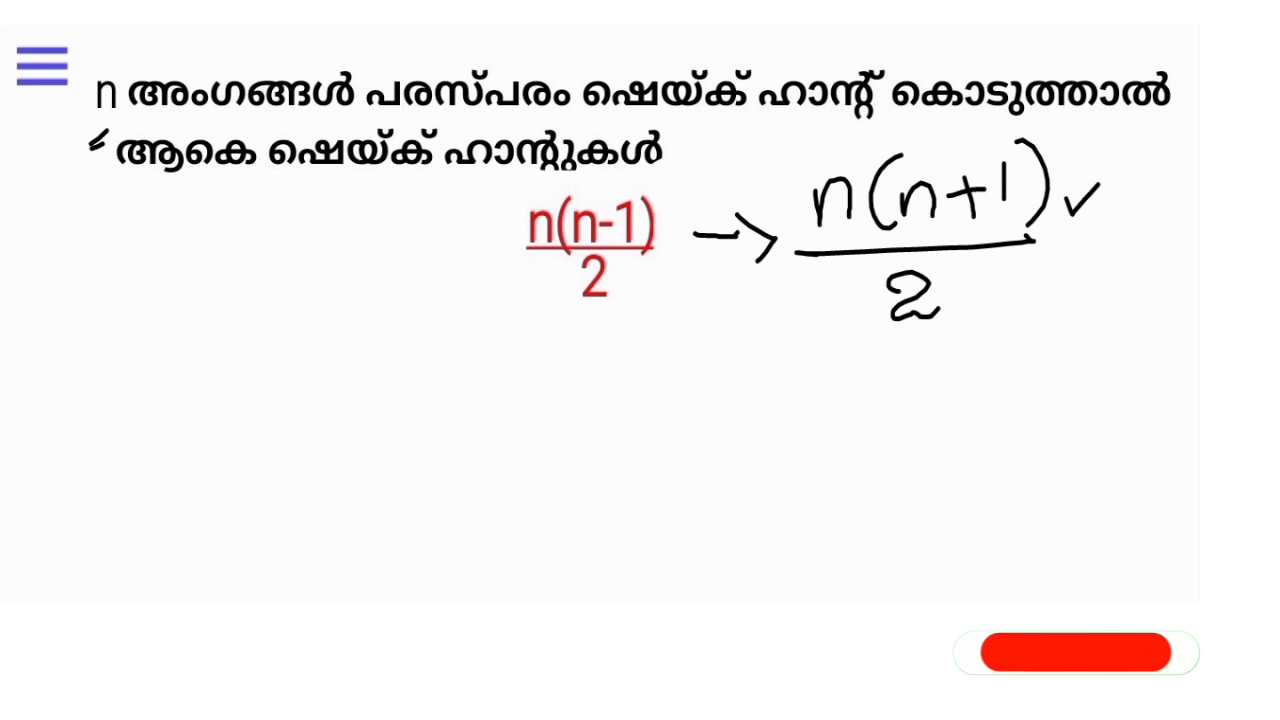 n അംഗങ്ങൾ പരസ്പരം ഷെയ്ക് ഹാന്റ് കൊടുത്താൽ
ആകെ ഷെയ്ക് ഹാന്റുകൾ
n(n-1)/2 → n(n+1)/2 ✓